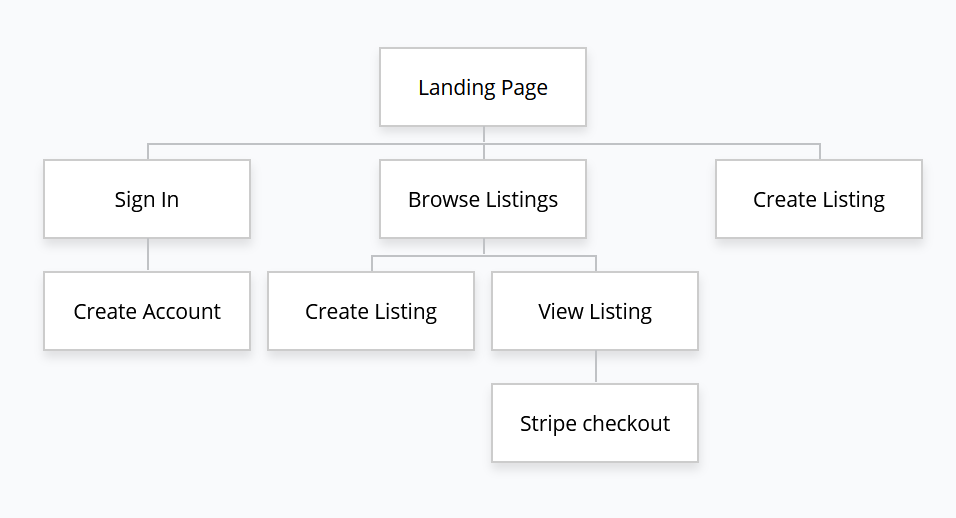 Landing Page
Sign In
Browse Listings
Create Listing
Create Account
Create Listing
View Listing
Stripe checkout